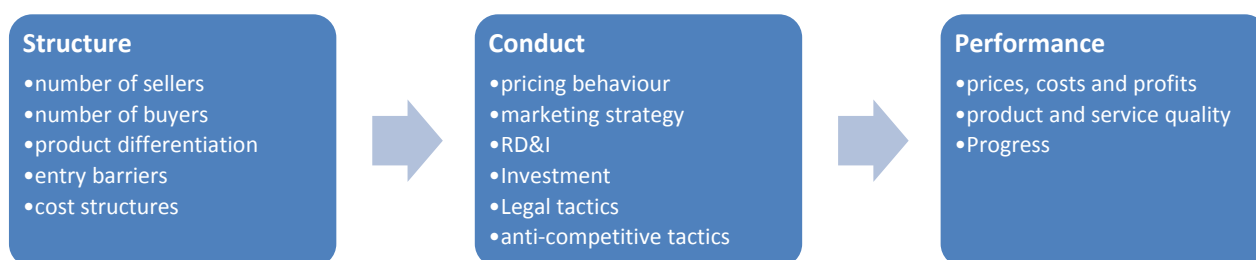 Structure
•number of sellers
•number of buyers
•product differentiation
•entry barriers
•cost structures
Conduct
•pricing behaviour
•marketing strategy
•RD&I
•Investment
•Legal tactics
•anti-competitive tactics
Performance
•prices, costs and profits
•product and service quality
•Progress